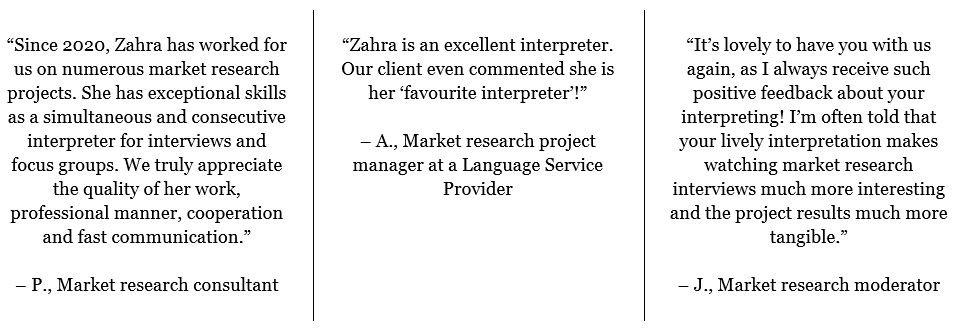 “Since 2020, Zahra has worked for
us on numerous market research
projects. She has exceptional skills
as a simultaneous and consecutive
interpreter for interviews and
focus groups. We truly appreciate
the quality of her work,
professional manner, cooperation
and fast communication.”
– P., Market research consultant
“Zahra is an excellent interpreter.
Our client even commented she is
her ‘favourite interpreter’!”
– A., Market research project
manager at a Language Service
Provider
“It’s lovely to have you with us
again, as I always receive such
positive feedback about your
interpreting! I’m often told that
your lively interpretation makes
watching market research
interviews much more interesting
and the project results much more
tangible.”
– J., Market research moderator